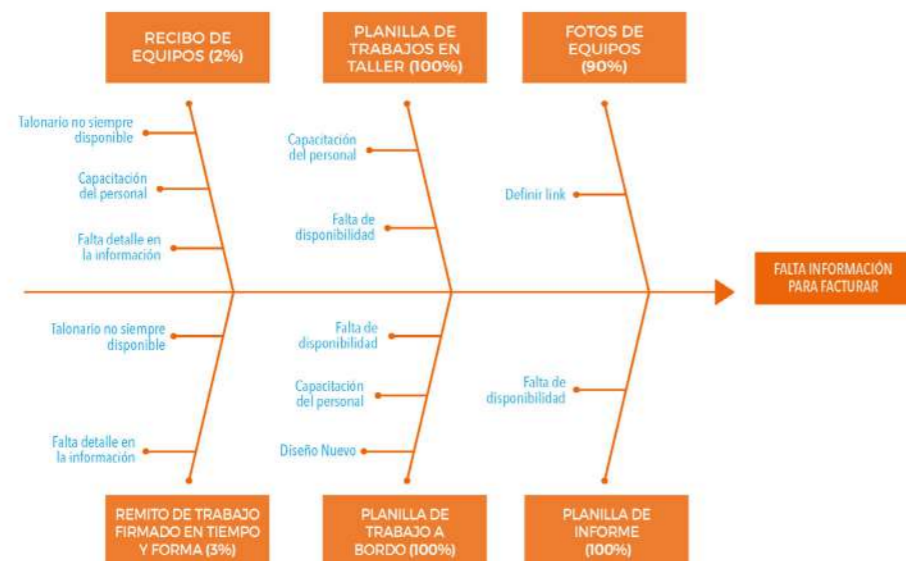 RECIBO DE
EQUIPOS (2%)
PLANILLA DE
TRABAJOS EN
TALLER (100%)
FOTOS DE
EQUIPOS
(90%)
Talonario no siempre
disponible
Capacitación
del personal
Falta detalle en
la información
Capacitación
del personal
Falta de
disponibilidad
Definir link
FALTA INFORMACIÓN
PARA FACTURAR
Talonario no siempre
disponible
Falta detalle en
la información
Falta de
disponibilidad
Capacitación
del personal
Diseño Nuevo
Falta de
disponibilidad
REMITO DE TRABAJO
FIRMADO EN TIEMPO
Y FORMA (3%)
PLANILLA DE
TRABAJO A
BORDO (100%)
PLANILLA DE
INFORME
(100%)